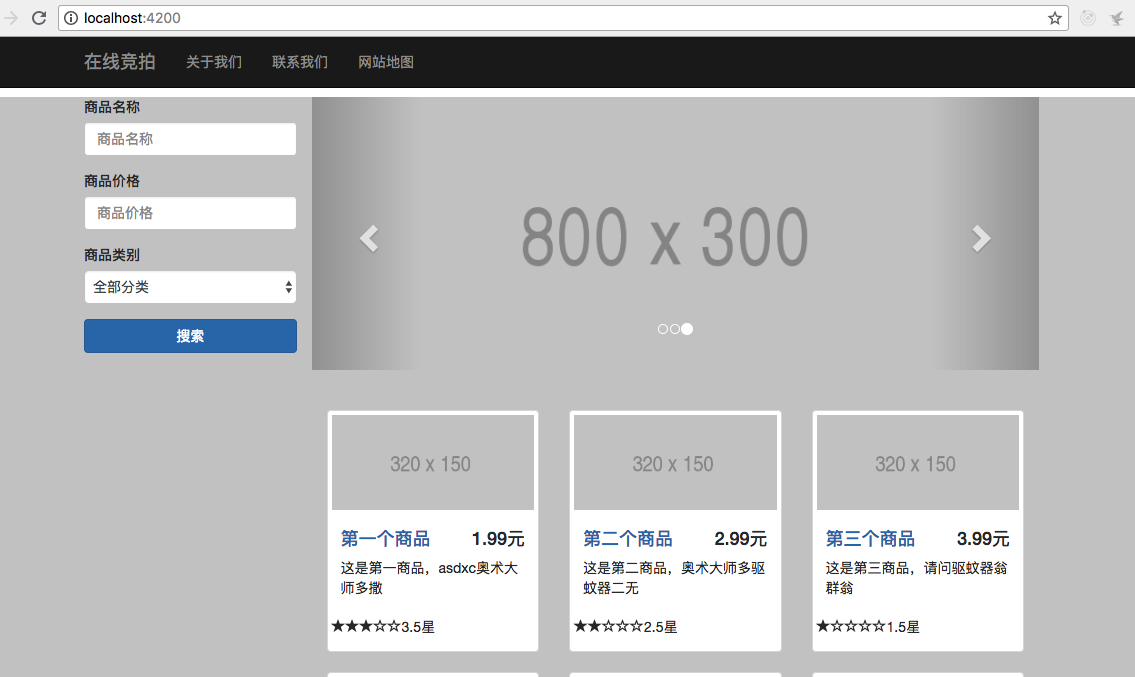 localhost:4200
在线竞拍 关于我们 联系我们 网站地图
商品名称
商品名称
商品价格
商品价格
商品类别
全部分类
搜索
800 x 300
320 x 150
第一个商品 1.99元
这是第一商品，asdxc奥术大
师多撒
★★★☆☆3.5星
320 x 150
第二个商品 2.99元
这是第二商品，奥术大师多驱
蚊器二无
★★☆☆☆2.5星
320 x 150
第三个商品 3.99元
这是第三商品，请问驱蚊器翁
群翁
★☆☆☆☆1.5星